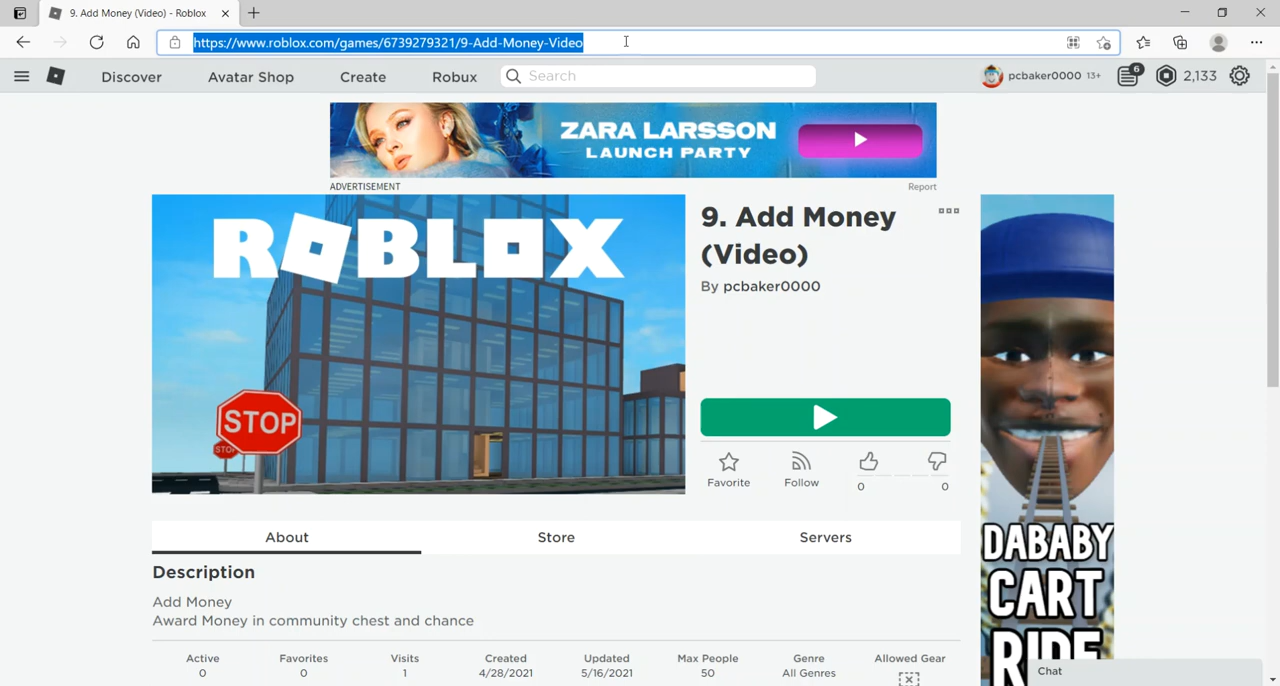 9. Add Money (Video) - Roblox
https://www.roblox.com/games/6739279321/9-Add-Money-Video
Discover
Avatar Shop
Create
Robux
Search
pcbaker0000 13+
6
2,133
ZARA LARSSON
LAUNCH PARTY
ADVERTISEMENT
Report
ROBLOX
STOP
STOP
9. Add Money
(Video)
By pcbaker0000
Favorite
Follow
0
0
About
Store
Servers
Description
Add Money
Award Money in community chest and chance
Active
Favorites
Visits
Created
Updated
Max People
Genre
Allowed Gear
0
0
1
4/28/2021
5/16/2021
50
All Genres
DABABY
CART
RIDE
Chat